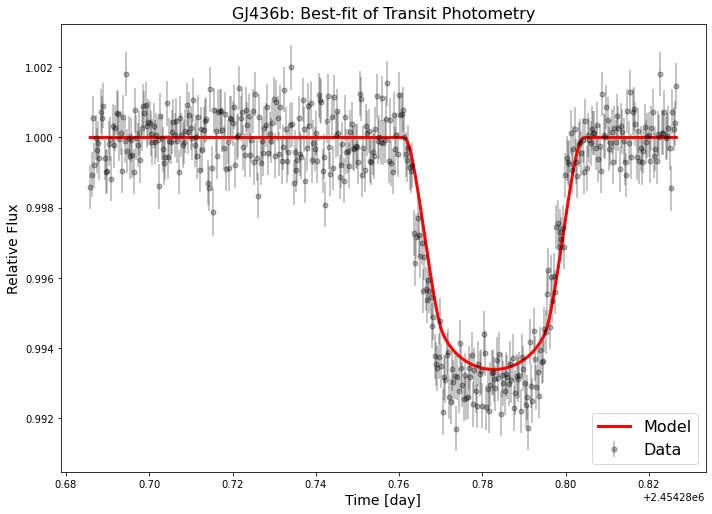 GJ436b: Best-fit of Transit Photometry
Relative Flux
1.002
1.000
0.998
0.996
0.994
0.992
Model
Data
0.68
0.70
0.72
0.74
0.76
0.78
0.80
0.82
+2.45428e6
Time [day]